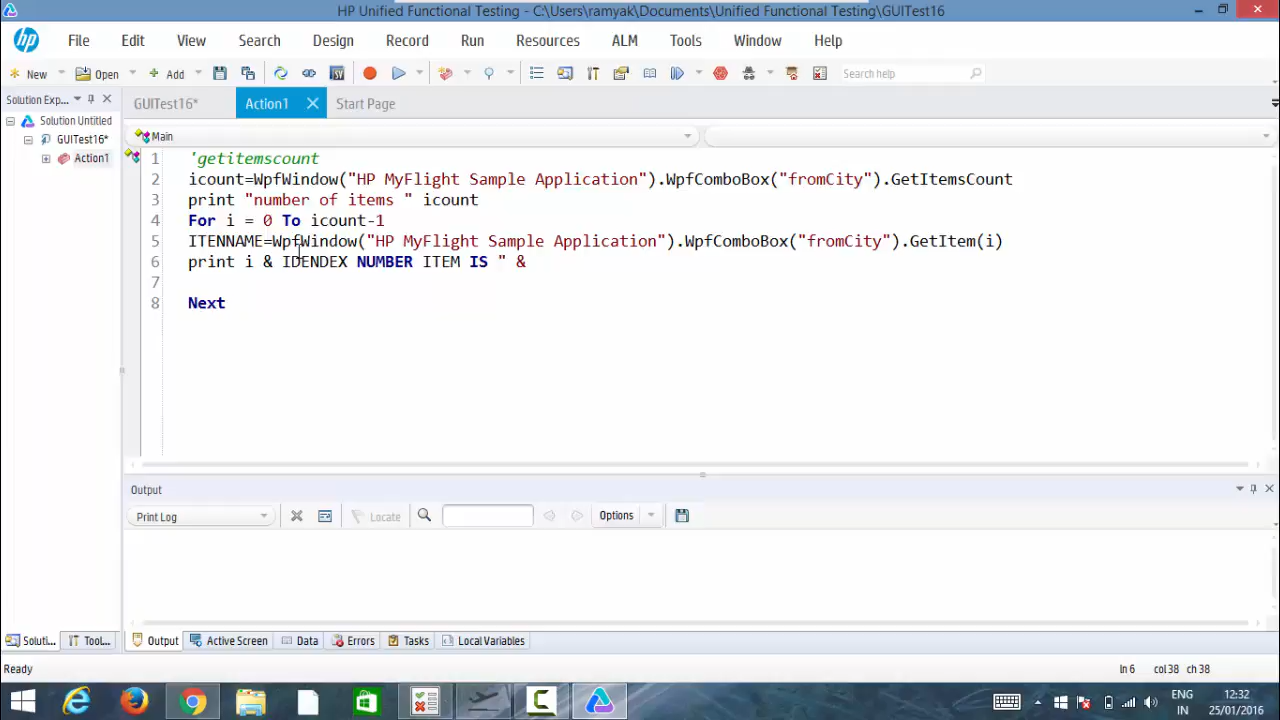 HP Unified Functional Testing - C:\Users\ramyak\Documents\Unified Functional Testing\GUITest16
hp File Edit View Search Design Record Run Resources ALM Tools Window Help
New Open Add Search help
Solution Exp... GUITest16* Action1 Start Page
Solution Untitled
GUITest16*
Action1
Main
1 'getitemscount
2 icount=WpfWindow("HP MyFlight Sample Application").WpfComboBox("fromCity").GetItemsCount
3 print "number of items " icount
4 For i = 0 To icount-1
5 ITENNAME=WpfWindow("HP MyFlight Sample Application").WpfComboBox("fromCity").GetItem(i)
6 print i & IDENDEX NUMBER ITEM IS " &
7
8 Next
Output
Print Log Locate Options
Soluti... Tool... Output Active Screen Data Errors Tasks Local Variables
Ready ln 6 col 38 ch 38
ENG 12:32
IN 25/01/2016